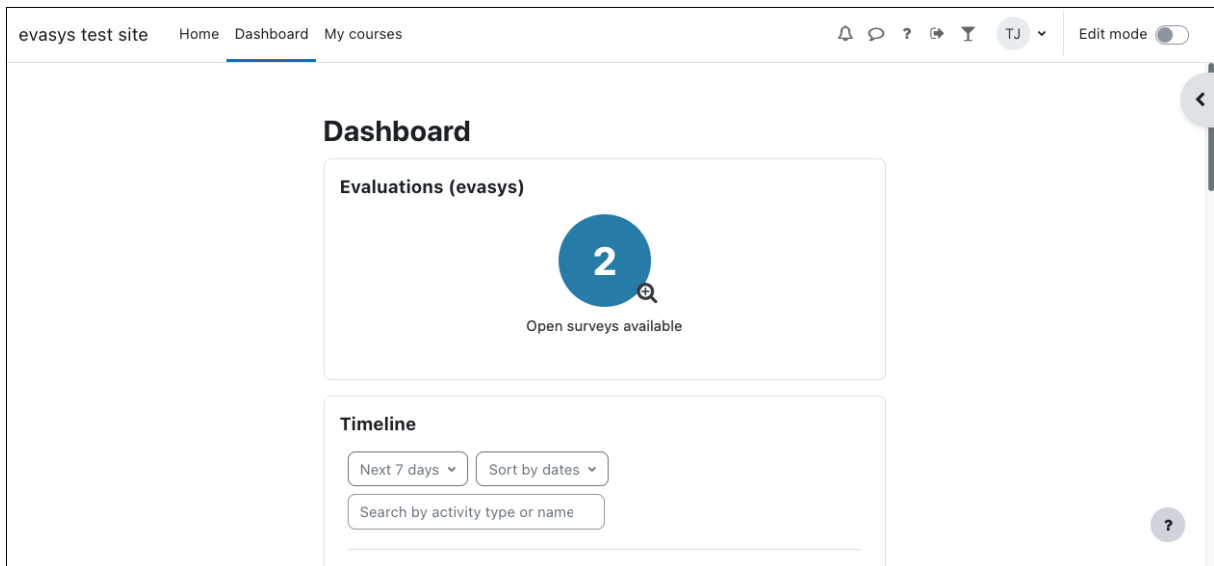 evasys test site Home Dashboard My courses ? TJ Edit mode
Dashboard
Evaluations (evasys)
2
Open surveys available
Timeline
Next 7 days Sort by dates
Search by activity type or name
?